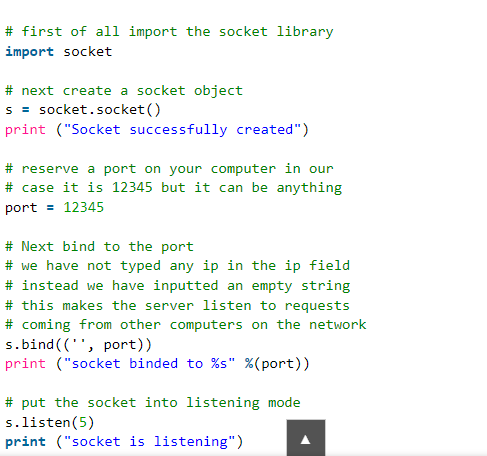 # first of all import the socket library
import socket
# next create a socket object
s = socket.socket()
print ("Socket successfully created")
# reserve a port on your computer in our
# case it is 12345 but it can be anything
port = 12345
# Next bind to the port
# we have not typed any ip in the ip field
# instead we have inputted an empty string
# this makes the server listen to requests
# coming from other computers on the network
s.bind(('', port))
print ("socket binded to %s" %(port))
# put the socket into listening mode
s.listen(5)
print ("socket is listening")